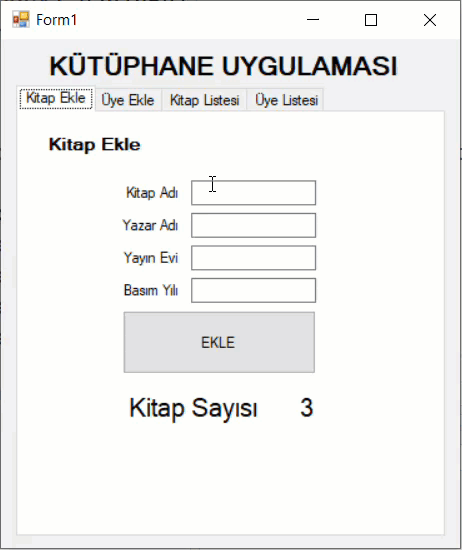 Form1
KÜTÜPHANE UYGULAMASI
Kitap Ekle Üye Ekle Kitap Listesi Üye Listesi
Kitap Ekle
Kitap Adı
Yazar Adı
Yayın Evi
Basım Yılı
EKLE
Kitap Sayısı 3